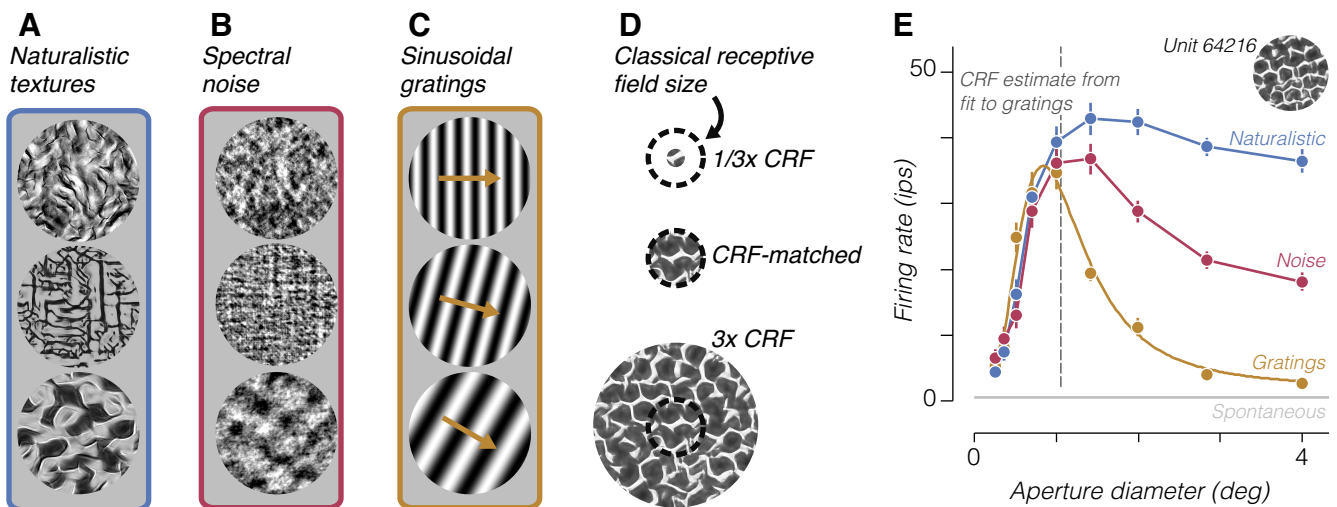 A
Naturalistic
textures
B
Spectral
noise
C
Sinusoidal
gratings
D
Classical receptive
field size
1/3x CRF
CRF-matched
3x CRF
E
Unit 64216
50
CRF estimate from
fit to gratings
Naturalistic
Noise
Gratings
Spontaneous
Firing rate (ips)
0
0
4
Aperture diameter (deg)